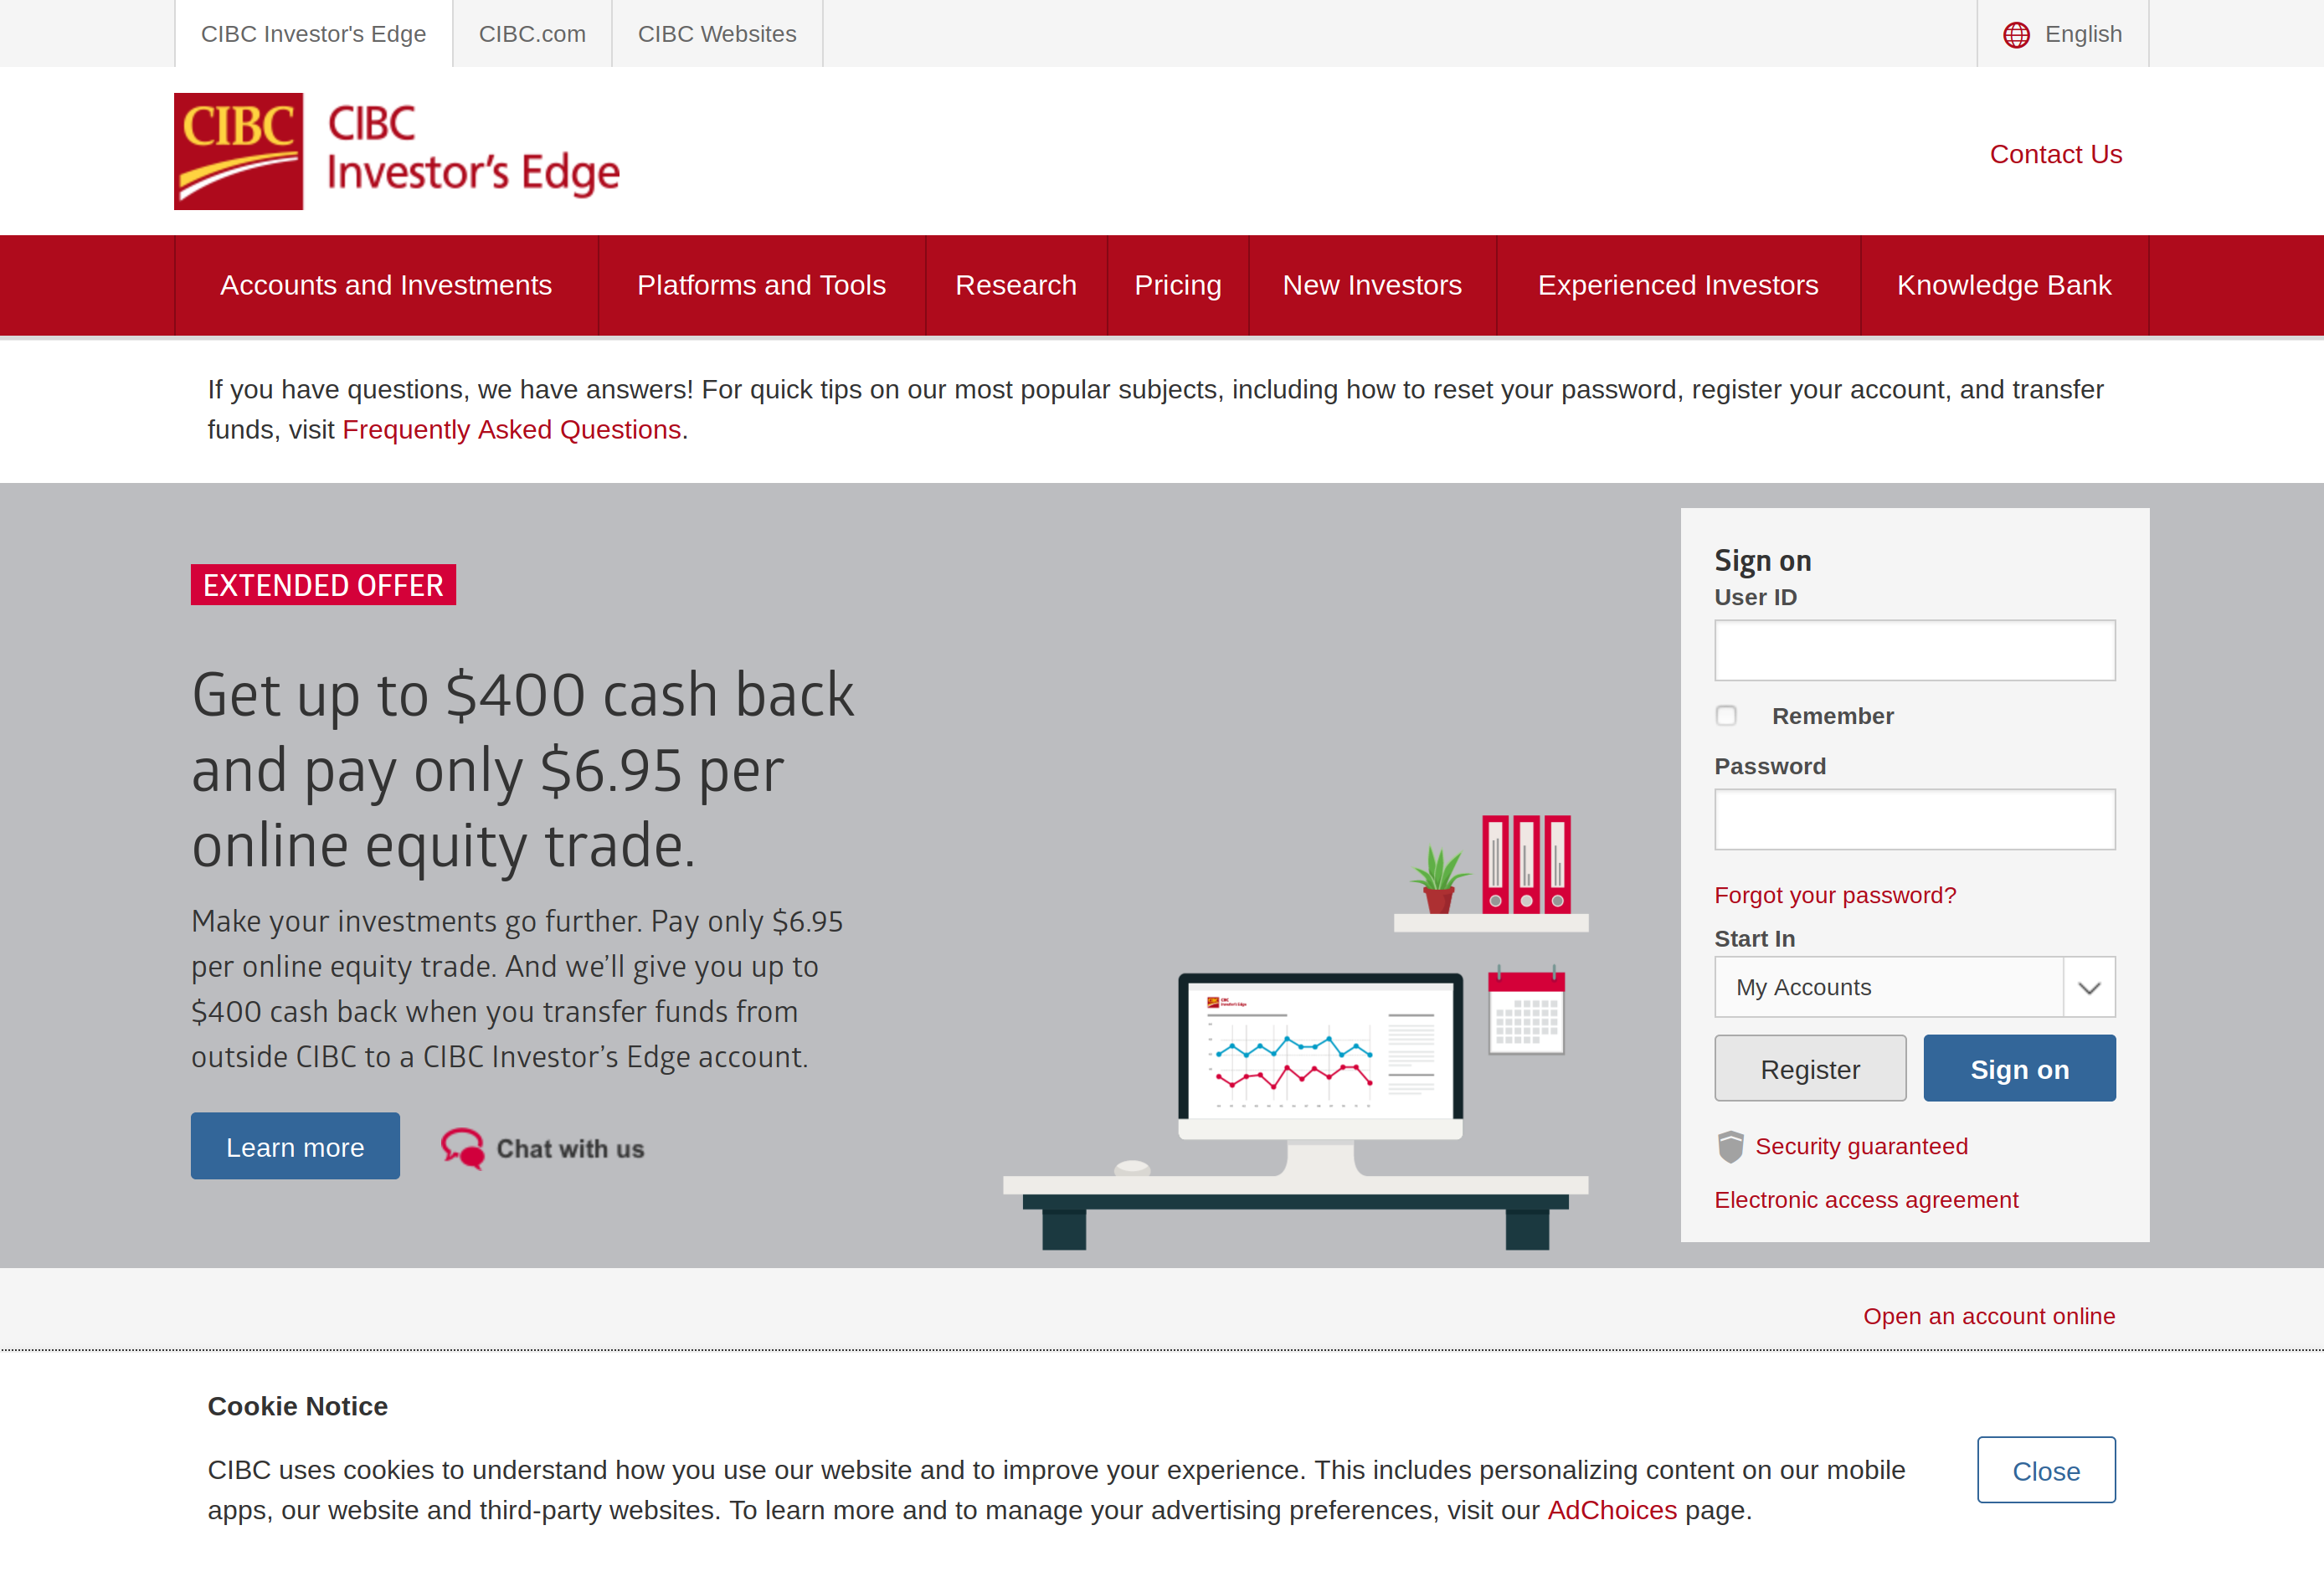 CIBC Investor's Edge
CIBC.com
CIBC Websites
English
CIBC
CIBC
Investor's Edge
Contact Us
Accounts and Investments
Platforms and Tools
Research
Pricing
New Investors
Experienced Investors
Knowledge Bank
If you have questions, we have answers! For quick tips on our most popular subjects, including how to reset your password, register your account, and transfer
funds, visit Frequently Asked Questions.
EXTENDED OFFER
Get up to $400 cash back
and pay only $6.95 per
online equity trade.
Make your investments go further. Pay only $6.95
per online equity trade. And we’ll give you up to
$400 cash back when you transfer funds from
outside CIBC to a CIBC Investor’s Edge account.
Learn more
Chat with us
Sign on
User ID
Remember
Password
Forgot your password?
Start In
My Accounts
Register
Sign on
Security guaranteed
Electronic access agreement
Open an account online
Cookie Notice
CIBC uses cookies to understand how you use our website and to improve your experience. This includes personalizing content on our mobile
apps, our website and third-party websites. To learn more and to manage your advertising preferences, visit our AdChoices page.
Close